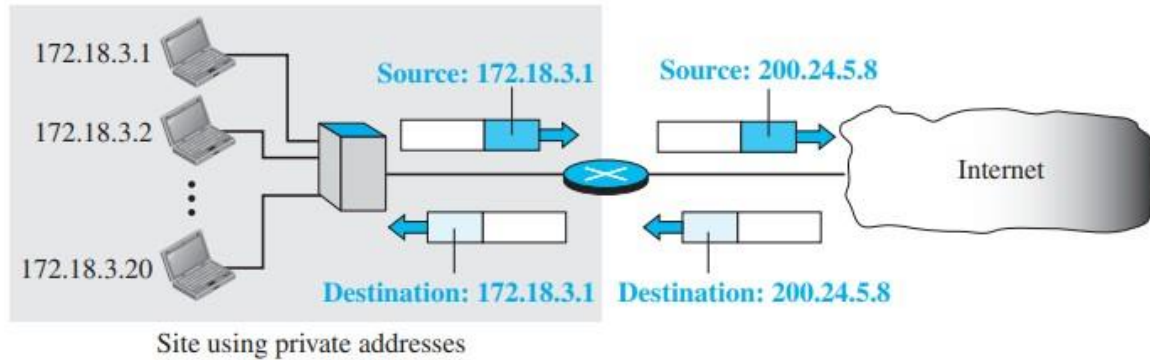 172.18.3.1
Source: 172.18.3.1
Source: 200.24.5.8
172.18.3.2
Internet
172.18.3.20
Destination: 172.18.3.1
Destination: 200.24.5.8
Site using private addresses